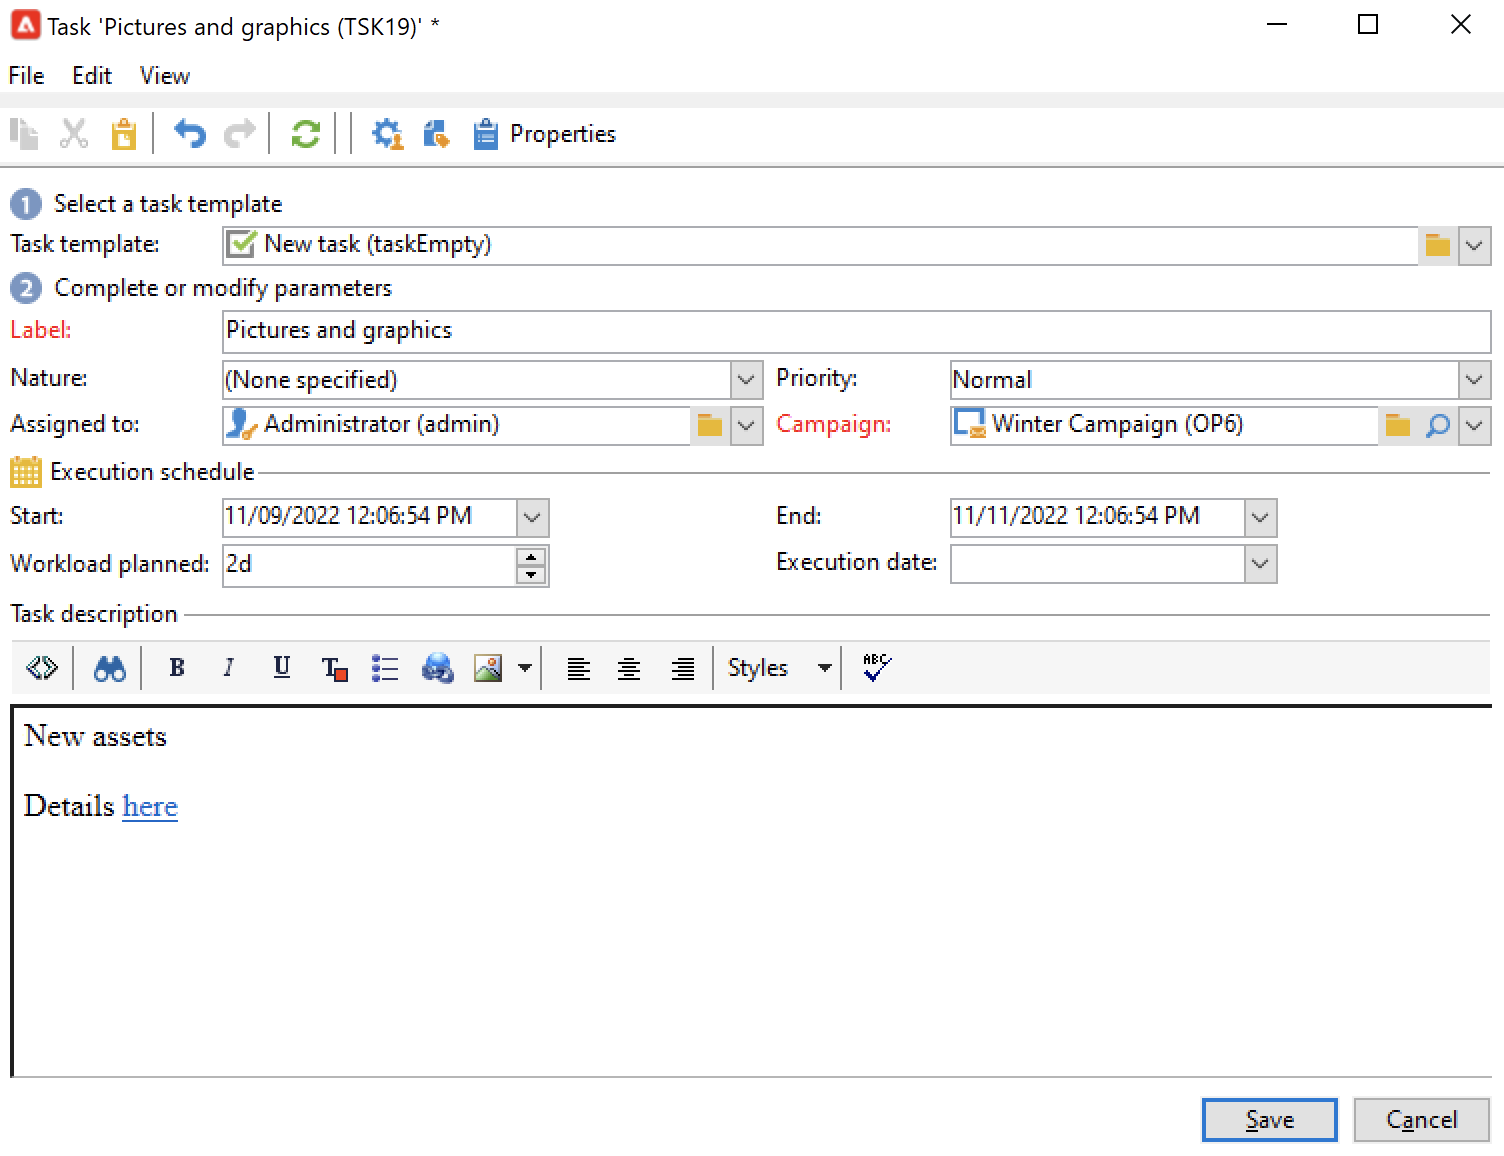 Task 'Pictures and graphics (TSK19)' *
File Edit View
Properties
1 Select a task template
Task template: New task (taskEmpty)
2 Complete or modify parameters
Label: Pictures and graphics
Nature: (None specified) Priority: Normal
Assigned to: Administrator (admin) Campaign: Winter Campaign (OP6)
Execution schedule
Start: 11/09/2022 12:06:54 PM End: 11/11/2022 12:06:54 PM
Workload planned: 2d Execution date:
Task description
B I U T Styles ABC
New assets
Details here
Save Cancel